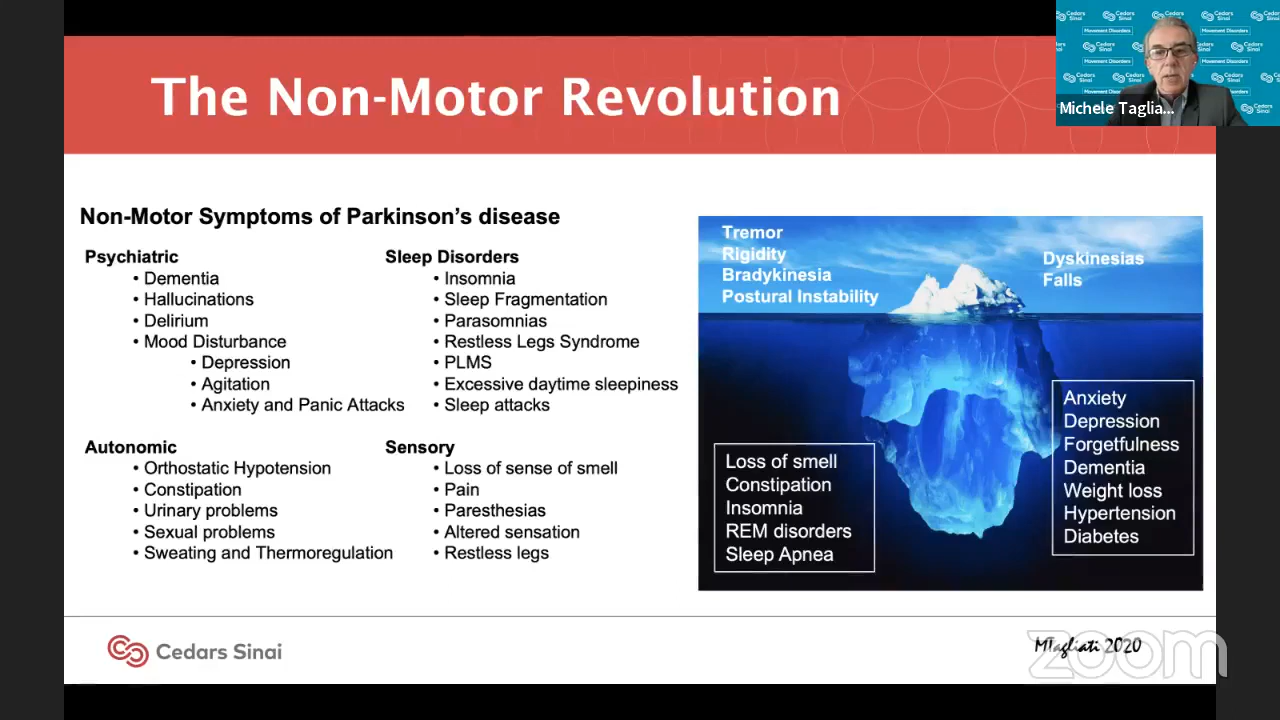 The Non-Motor Revolution
Cedars Sinai
Movement Disorders
Michele Taglia...
Non-Motor Symptoms of Parkinson's disease
Psychiatric
• Dementia
• Hallucinations
• Delirium
• Mood Disturbance
• Depression
• Agitation
• Anxiety and Panic Attacks
Sleep Disorders
• Insomnia
• Sleep Fragmentation
• Parasomnias
• Restless Legs Syndrome
• PLMS
• Excessive daytime sleepiness
• Sleep attacks
Autonomic
• Orthostatic Hypotension
• Constipation
• Urinary problems
• Sexual problems
• Sweating and Thermoregulation
Sensory
• Loss of sense of smell
• Pain
• Paresthesias
• Altered sensation
• Restless legs
Tremor
Rigidity
Bradykinesia
Postural Instability
Dyskinesias
Falls
Loss of smell
Constipation
Insomnia
REM disorders
Sleep Apnea
Anxiety
Depression
Forgetfulness
Dementia
Weight loss
Hypertension
Diabetes
Cedars Sinai
MTagliati 2020
zoom